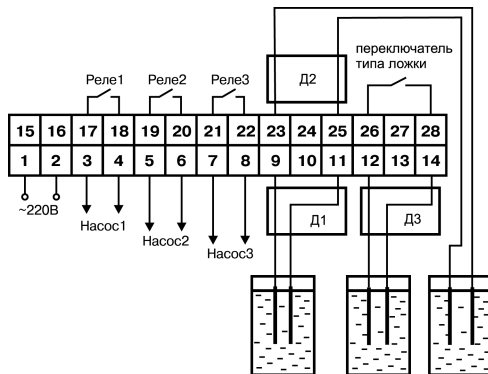 переключатель
типа ложки
Д2
Реле1 Реле2 Реле3
15 16 17 18 19 20 21 22 23 24 25 26 27 28
1 2 3 4 5 6 7 8 9 10 11 12 13 14
~220В
Насос1
Насос2
Насос3
Д1
Д3